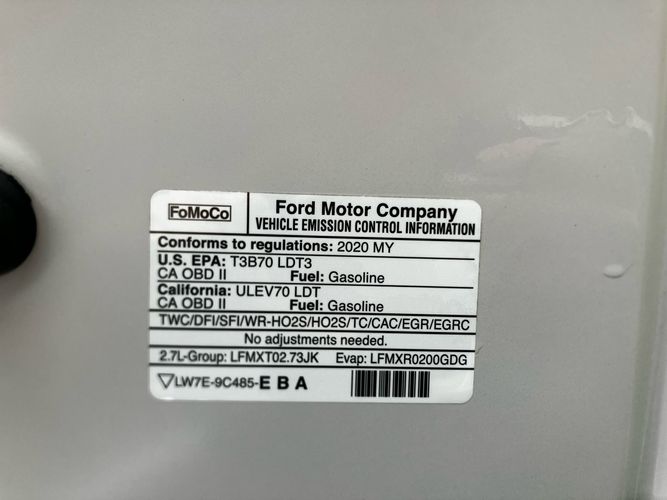 FoMoCo
Ford Motor Company
VEHICLE EMISSION CONTROL INFORMATION
Conforms to regulations: 2020 MY
U.S. EPA: T3B70 LDT3
CA OBD II Fuel: Gasoline
California: ULEV70 LDT
CA OBD II Fuel: Gasoline
TWC/DFI/SFI/WR-HO2S/HO2S/TC/CAC/EGR/EGRC
No adjustments needed.
2.7L-Group: LFMXT02.73JK Evap: LFMXR0200GDG
LW7E-9C485-E B A